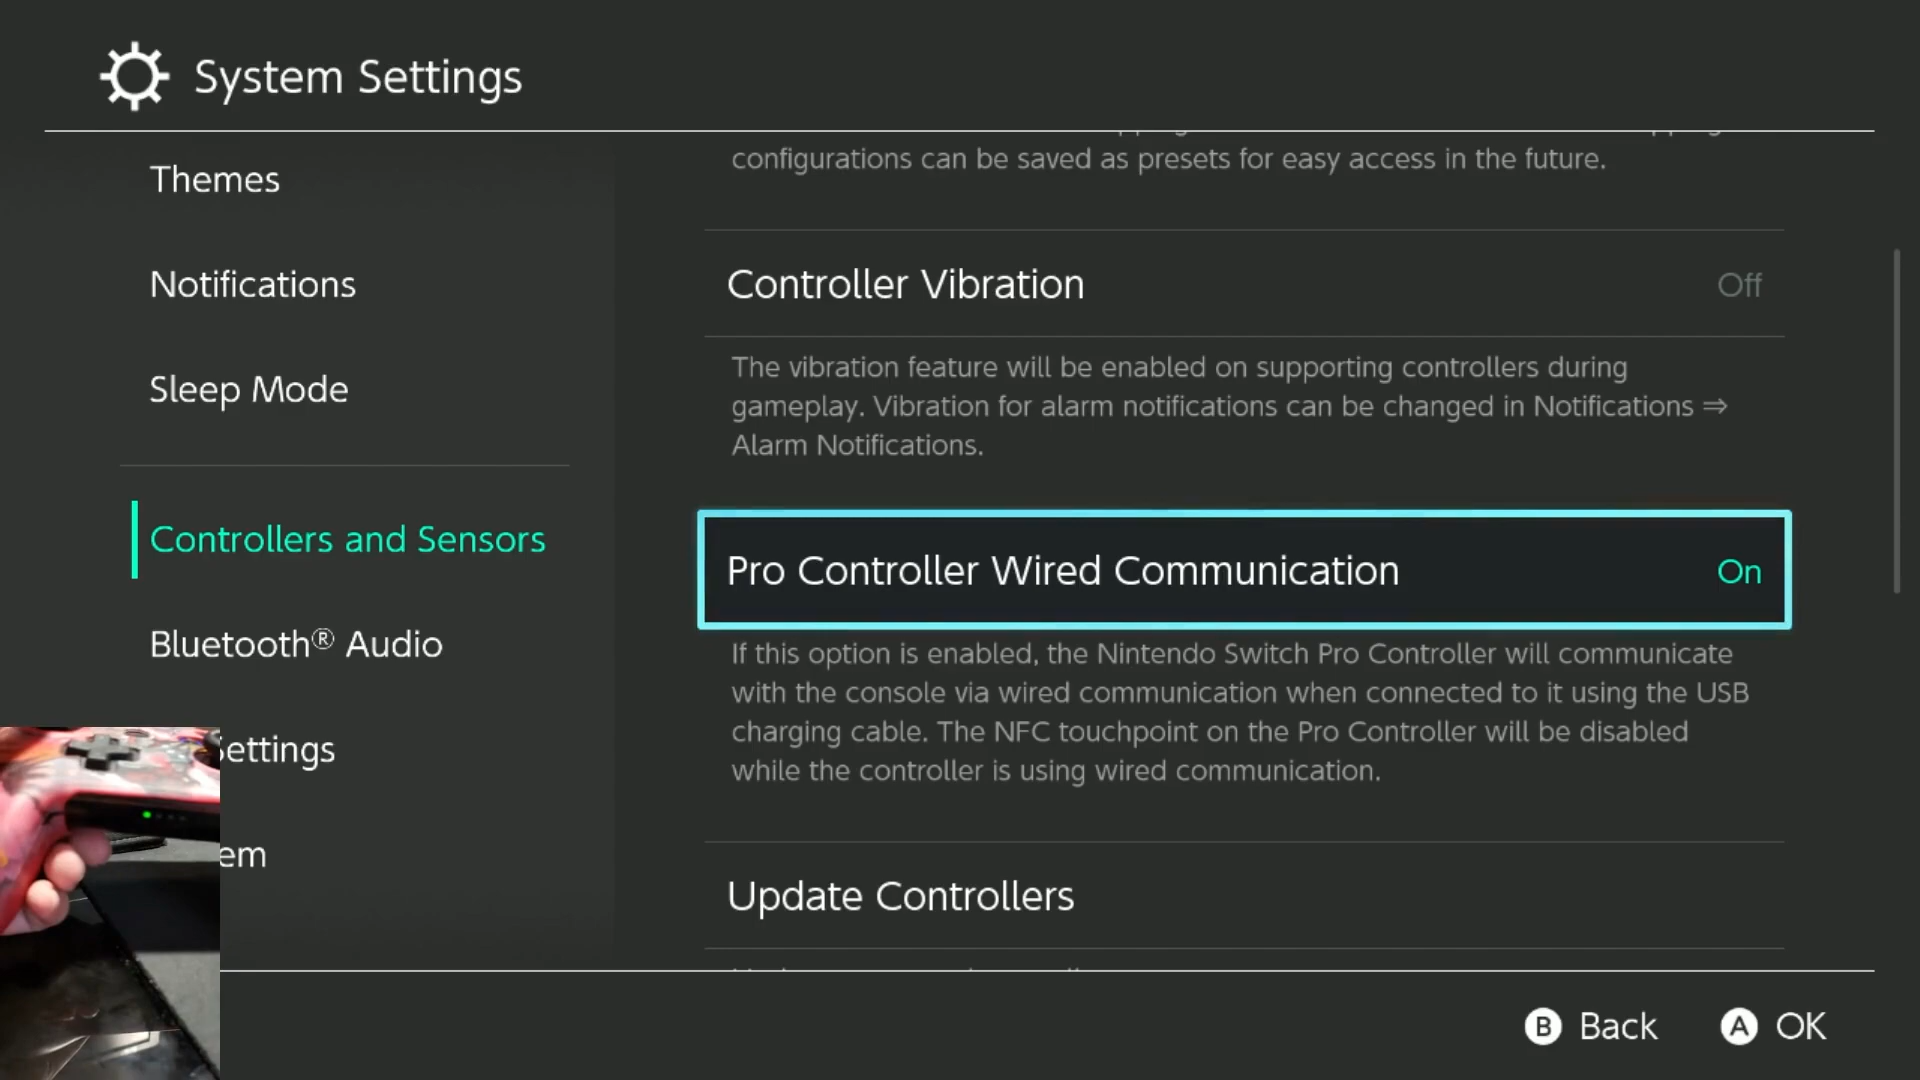 System Settings
Themes
Notifications
Sleep Mode
Controllers and Sensors
Bluetooth® Audio
Settings
em
configurations can be saved as presets for easy access in the future.
Controller Vibration Off
The vibration feature will be enabled on supporting controllers during
gameplay. Vibration for alarm notifications can be changed in Notifications ⇒
Alarm Notifications.
Pro Controller Wired Communication On
If this option is enabled, the Nintendo Switch Pro Controller will communicate
with the console via wired communication when connected to it using the USB
charging cable. The NFC touchpoint on the Pro Controller will be disabled
while the controller is using wired communication.
Update Controllers
B Back A OK